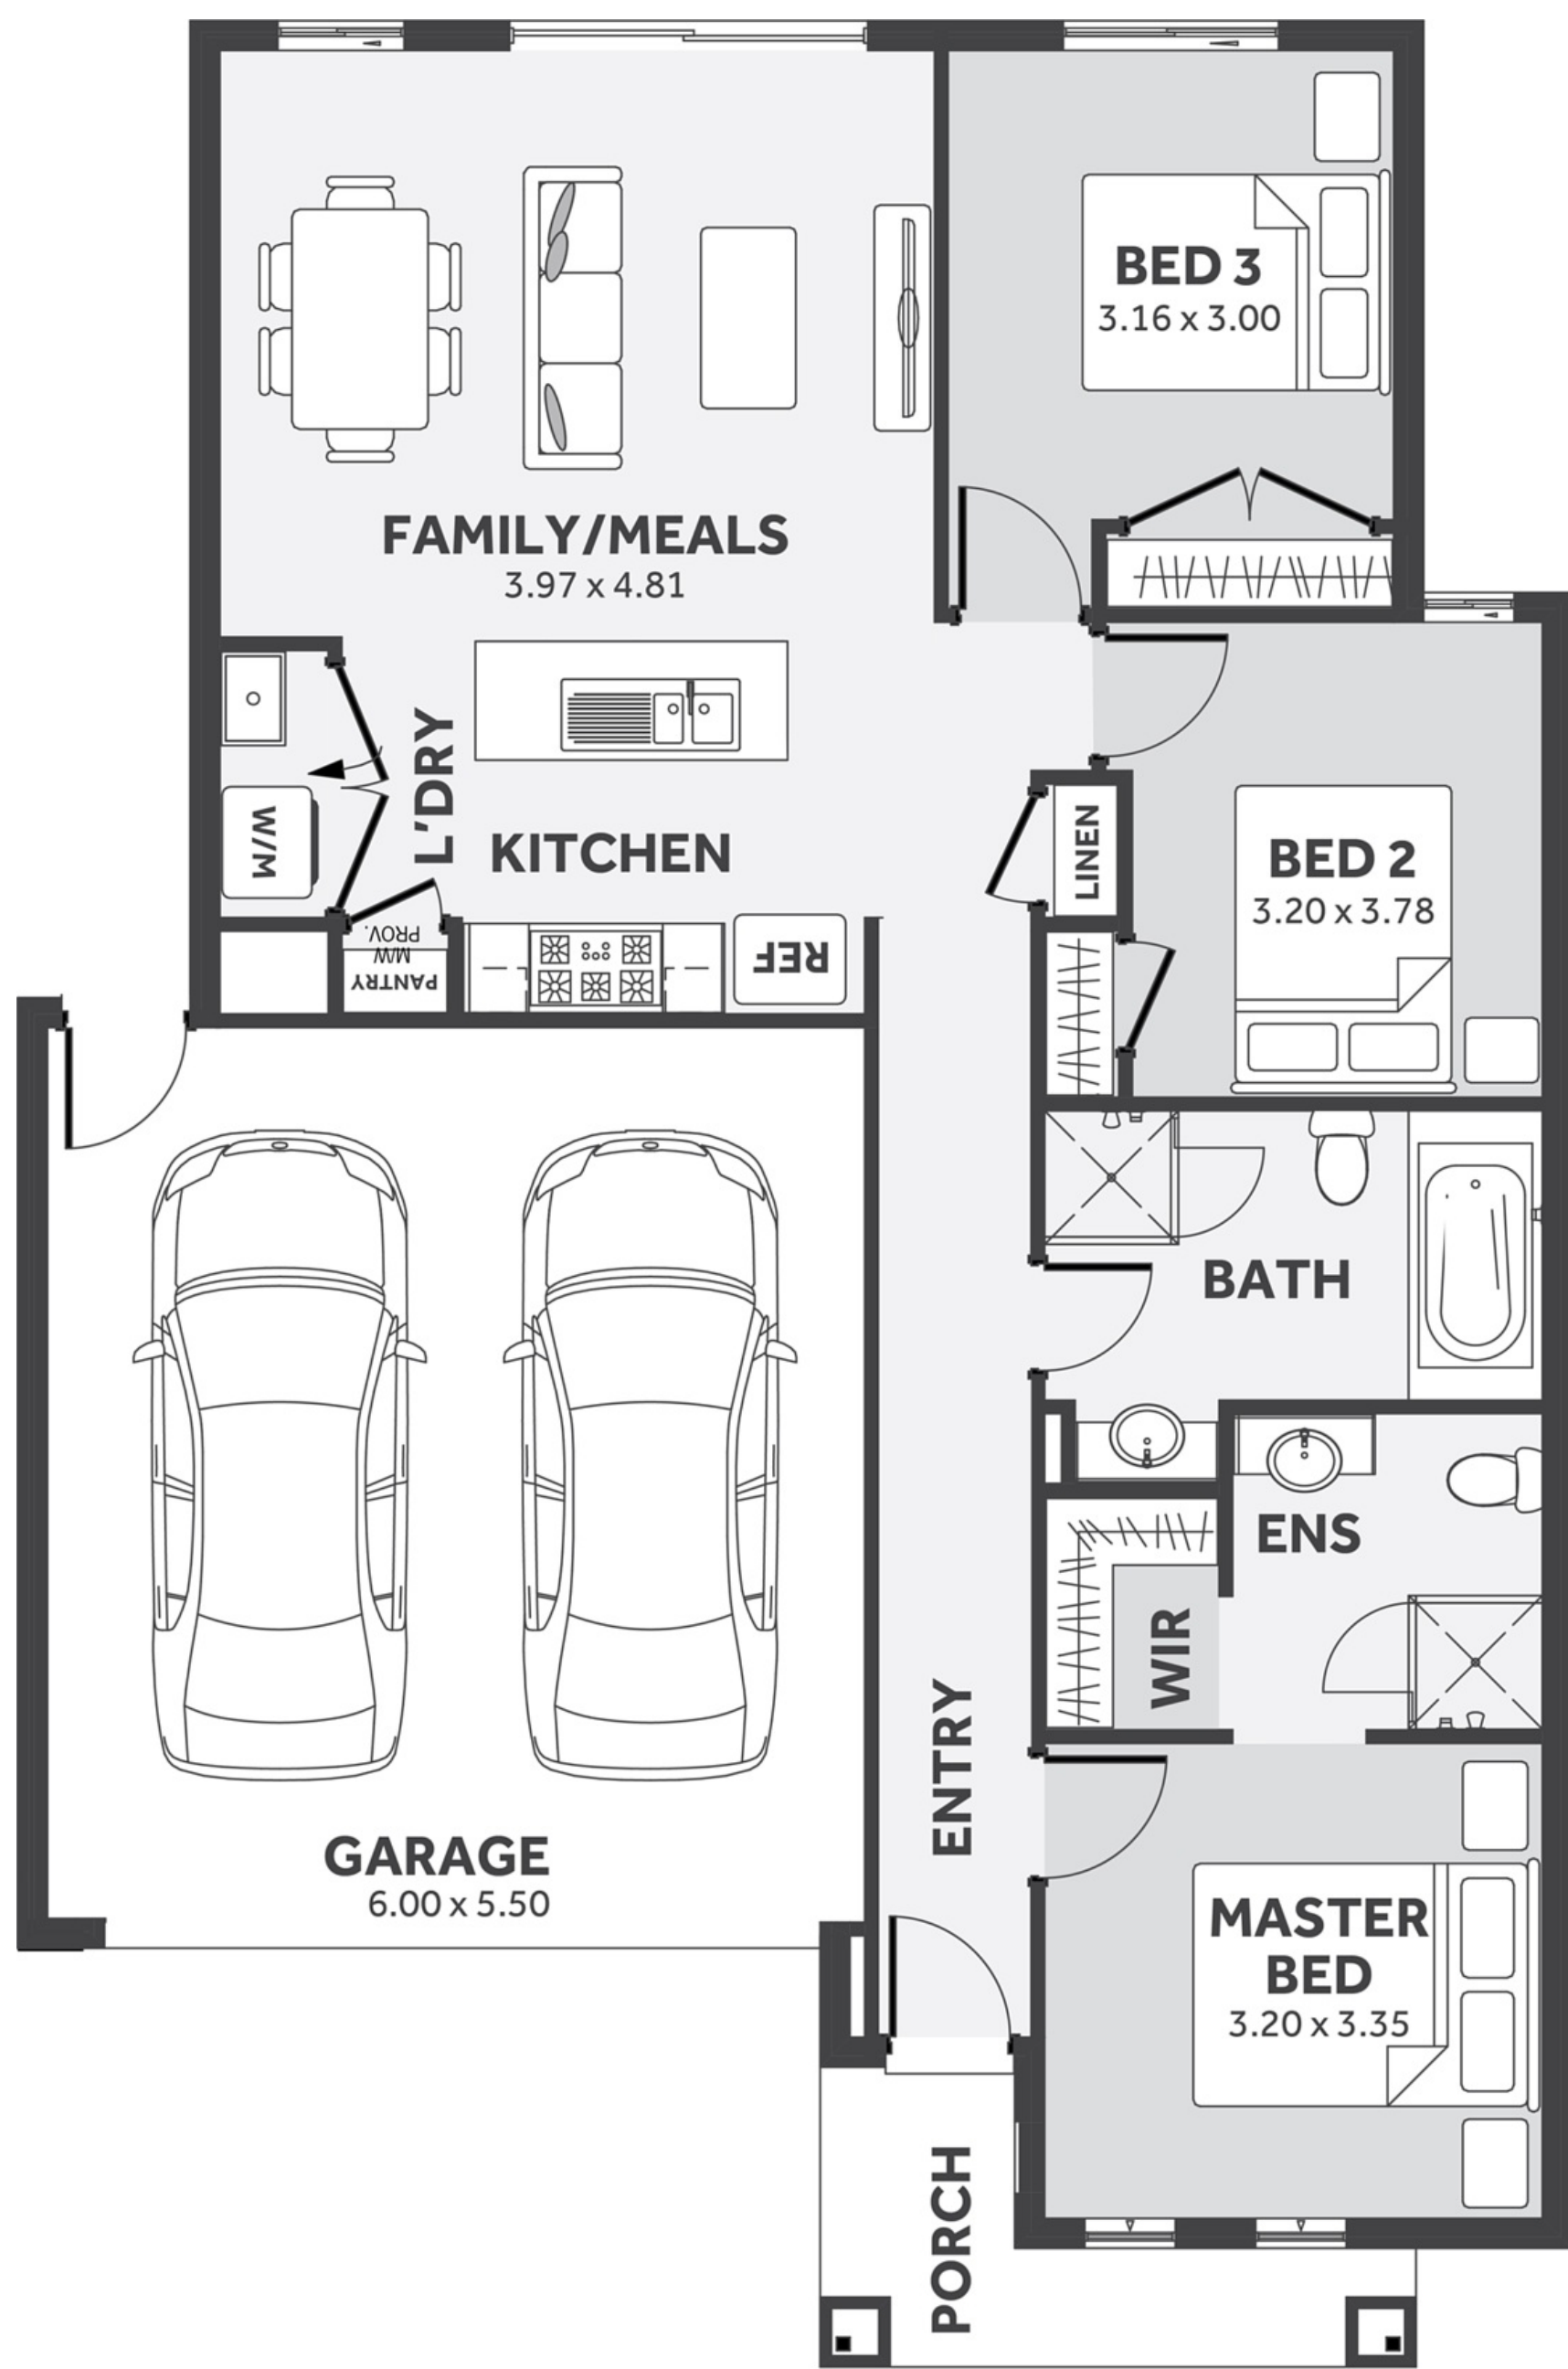 BED 3
3.16 x 3.00
FAMILY/MEALS
3.97 x 4.81
L'DRY
W/M
KITCHEN
LINEN
BED 2
3.20 x 3.78
PROV.
M/W
PANTRY
REF
BATH
ENS
WIR
ENTRY
GARAGE
6.00 x 5.50
MASTER
BED
3.20 x 3.35
PORCH